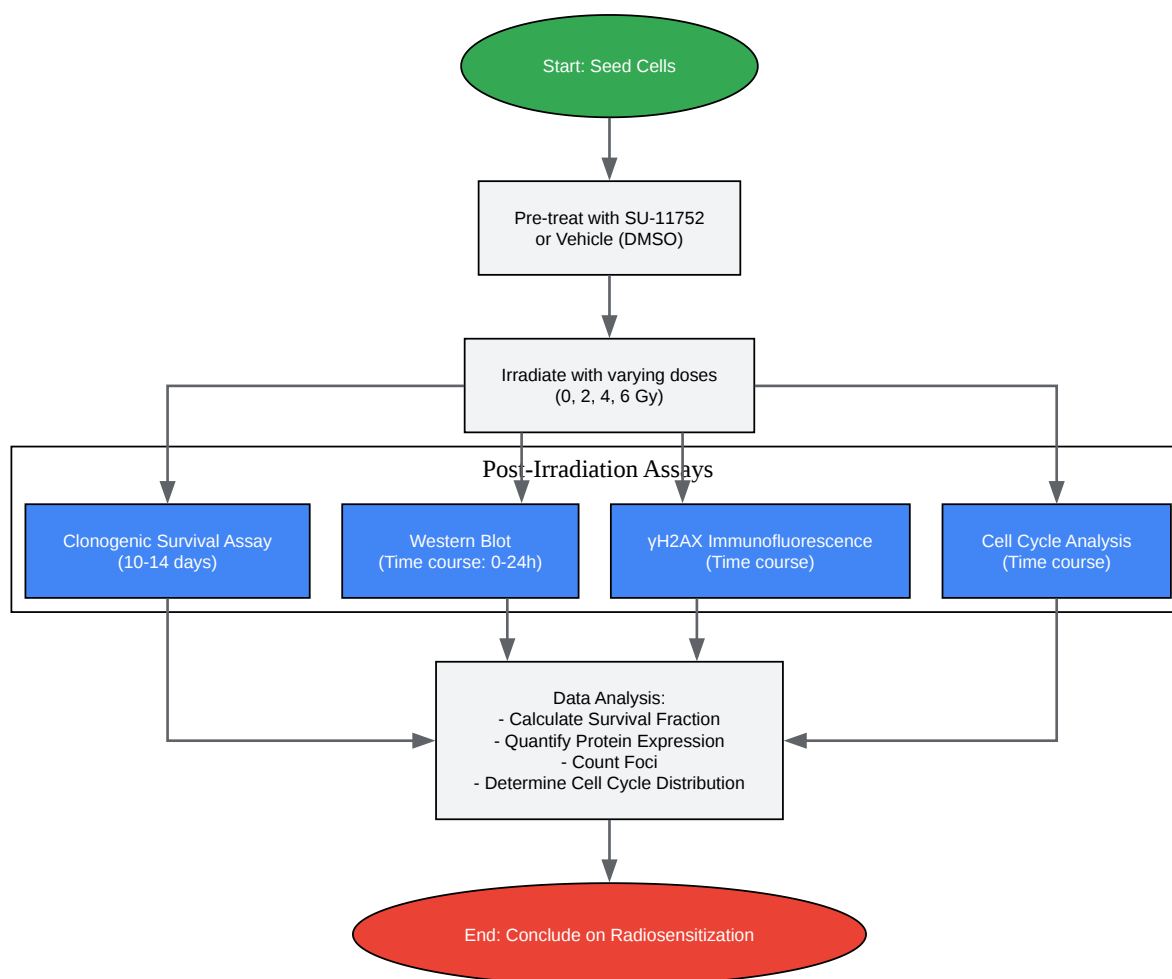 Start: Seed Cells
Pre-treat with SU-11752
or Vehicle (DMSO)
Irradiate with varying doses
(0, 2, 4, 6 Gy)
Post-Irradiation Assays
Clonogenic Survival Assay
(10-14 days)
Western Blot
(Time course: 0-24h)
γH2AX Immunofluorescence
(Time course)
Cell Cycle Analysis
(Time course)
Data Analysis:
- Calculate Survival Fraction
- Quantify Protein Expression
- Count Foci
- Determine Cell Cycle Distribution
End: Conclude on Radiosensitization